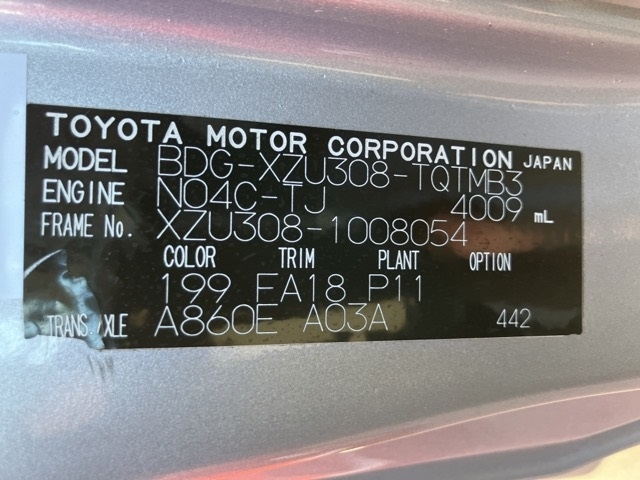 TOYOTA MOTOR CORPORATION JAPAN
MODEL BDG-XZU308-TQTMB3
ENGINE N04C-TJ 4009 mL
FRAME No. XZU308-1008054
COLOR TRIM PLANT OPTION
199 FA18 P11
TRANS./AXLE A860E A03A 442